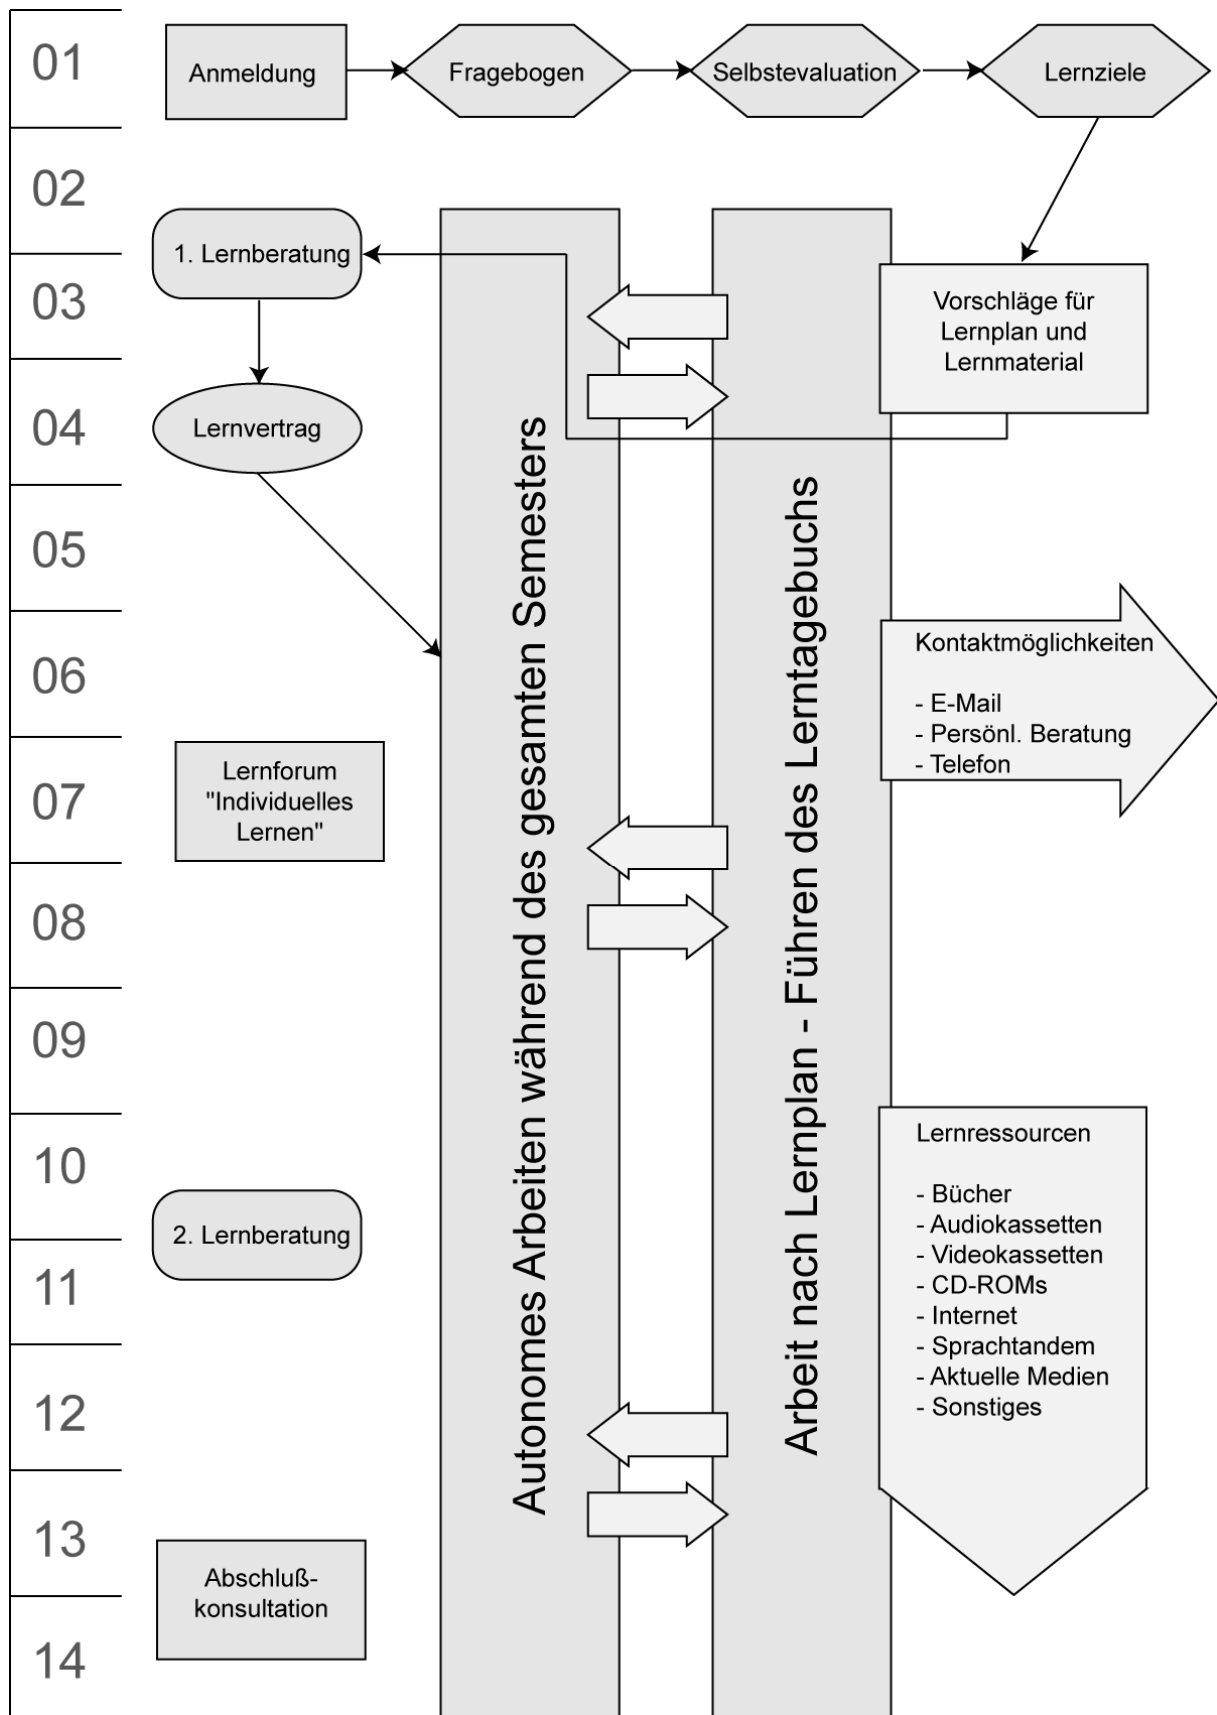 01
Anmeldung
Fragebogen
Selbstevaluation
Lernziele
02
1. Lernberatung
03
Vorschläge für
Lernplan und
Lernmaterial
04
Lernvertrag
05
Autonomes Arbeiten während des gesamten Semesters
Arbeit nach Lernplan - Führen des Lerntagebuchs
06
Kontaktmöglichkeiten
- E-Mail
- Persönl. Beratung
- Telefon
07
Lernforum
"Individuelles
Lernen"
08
09
10
Lernressourcen
- Bücher
- Audiokassetten
- Videokassetten
- CD-ROMs
- Internet
- Sprachtandem
- Aktuelle Medien
- Sonstiges
2. Lernberatung
11
12
13
Abschluß-
konsultation
14